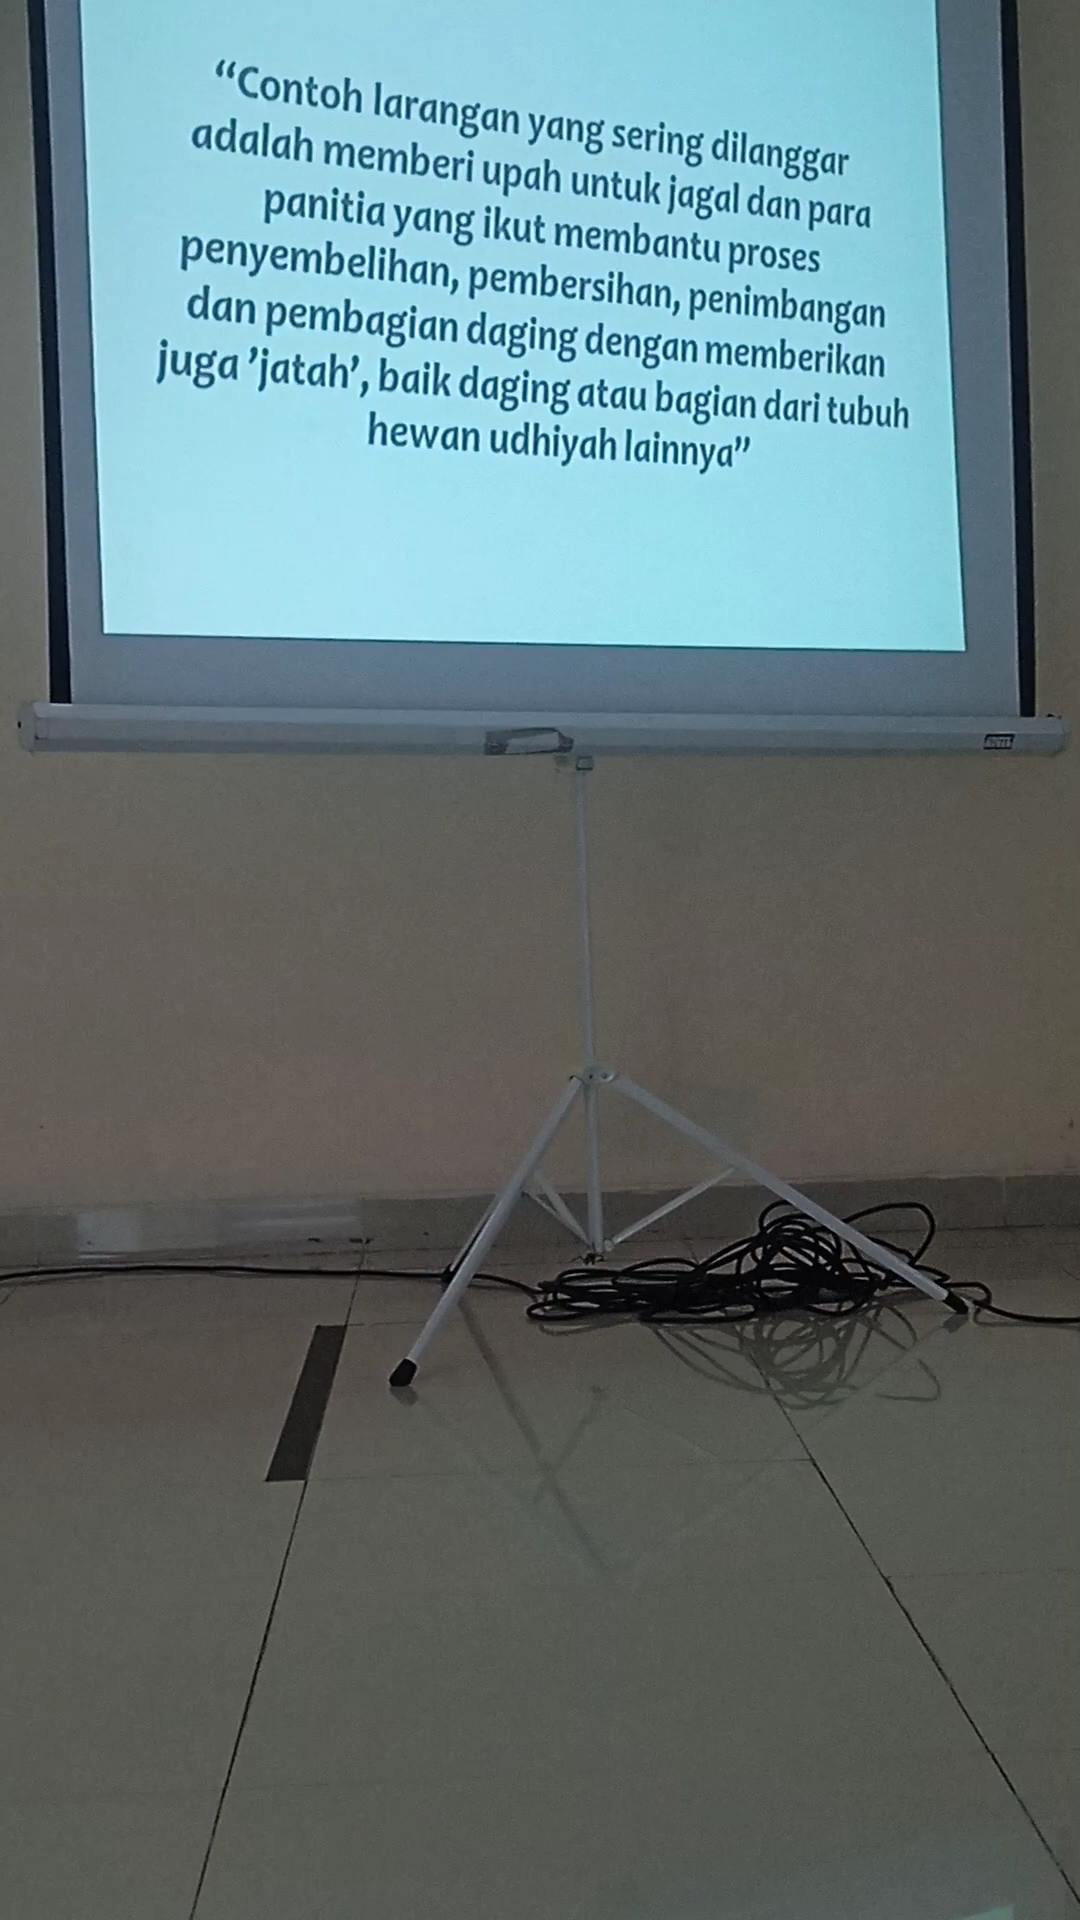 “Contoh larangan yang sering dilanggar
adalah memberi upah untuk jagal dan para
panitia yang ikut membantu proses
penyembelihan, pembersihan, penimbangan
dan pembagian daging dengan memberikan
juga ’jatah’, baik daging atau bagian dari tubuh
hewan udhiyah lainnya”